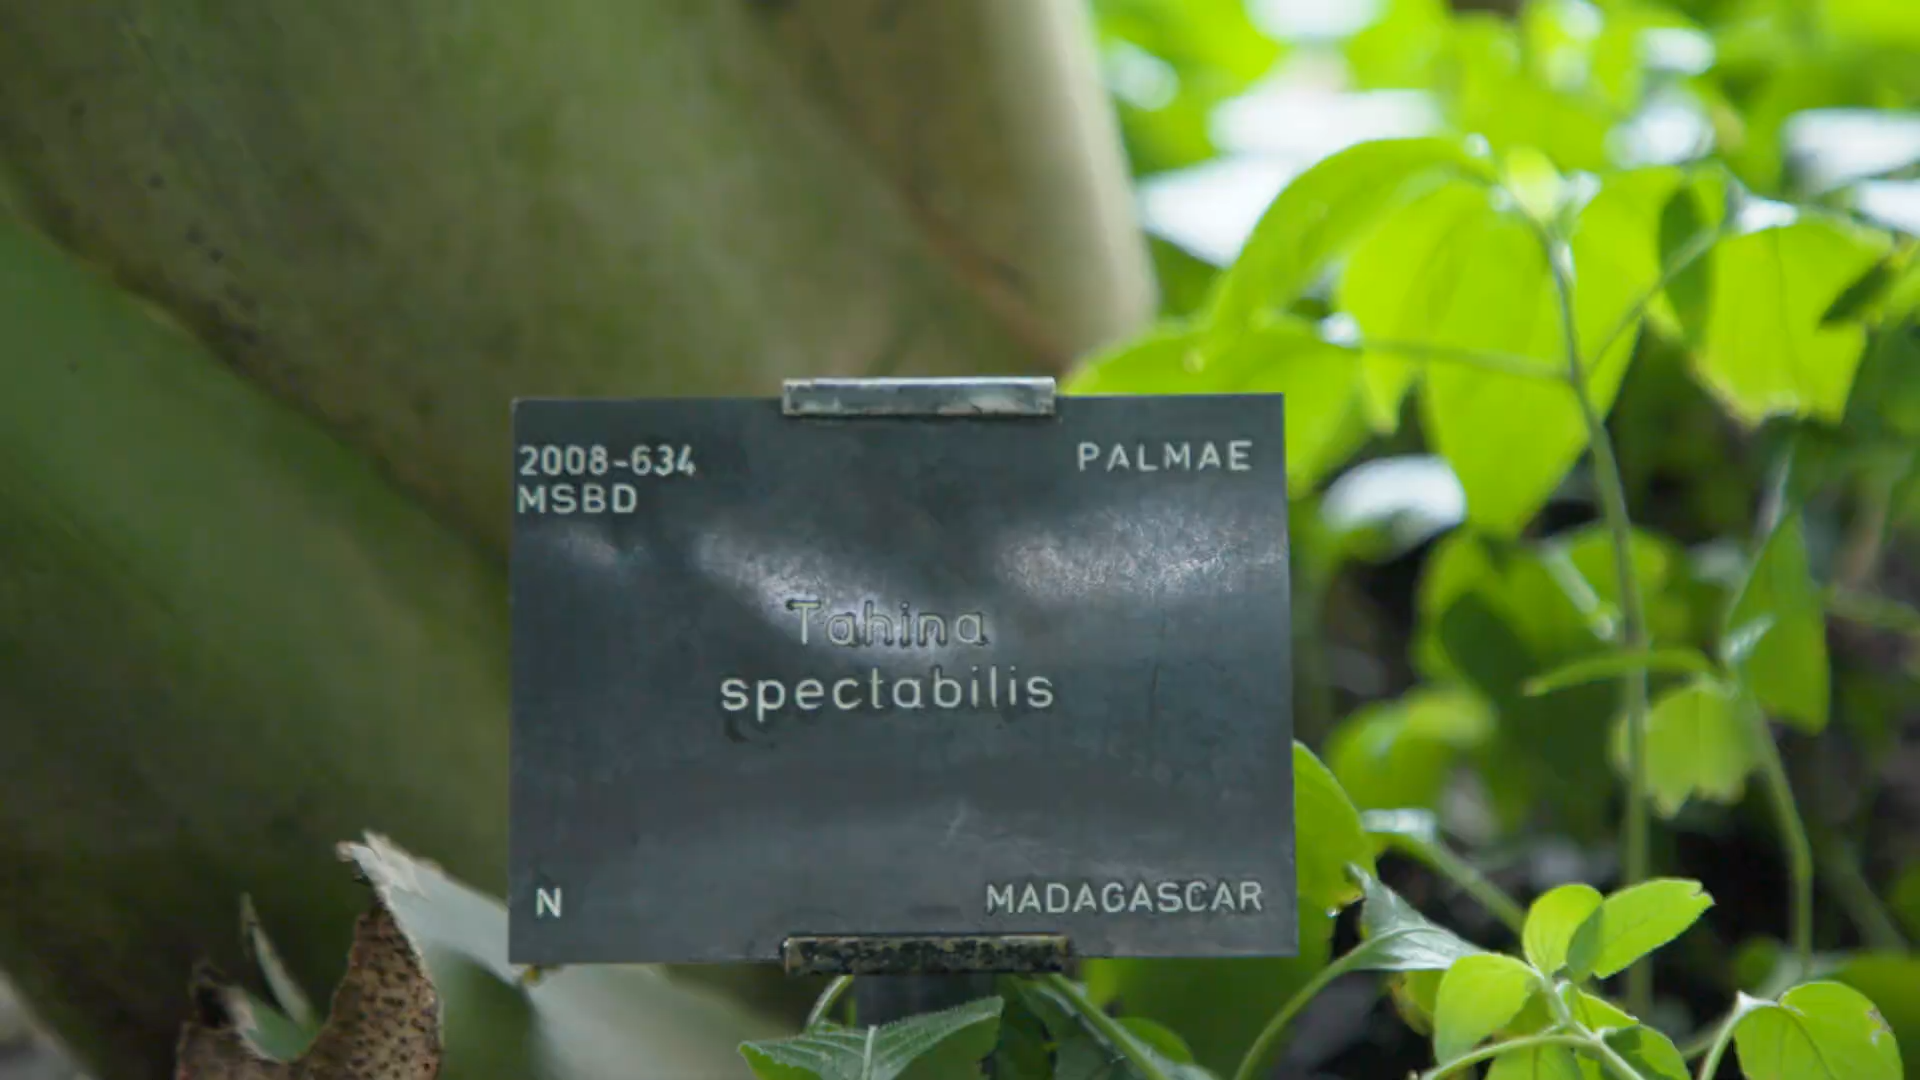 2008-634
PALMAE
MSBD
Tahina
spectabilis
N
MADAGASCAR